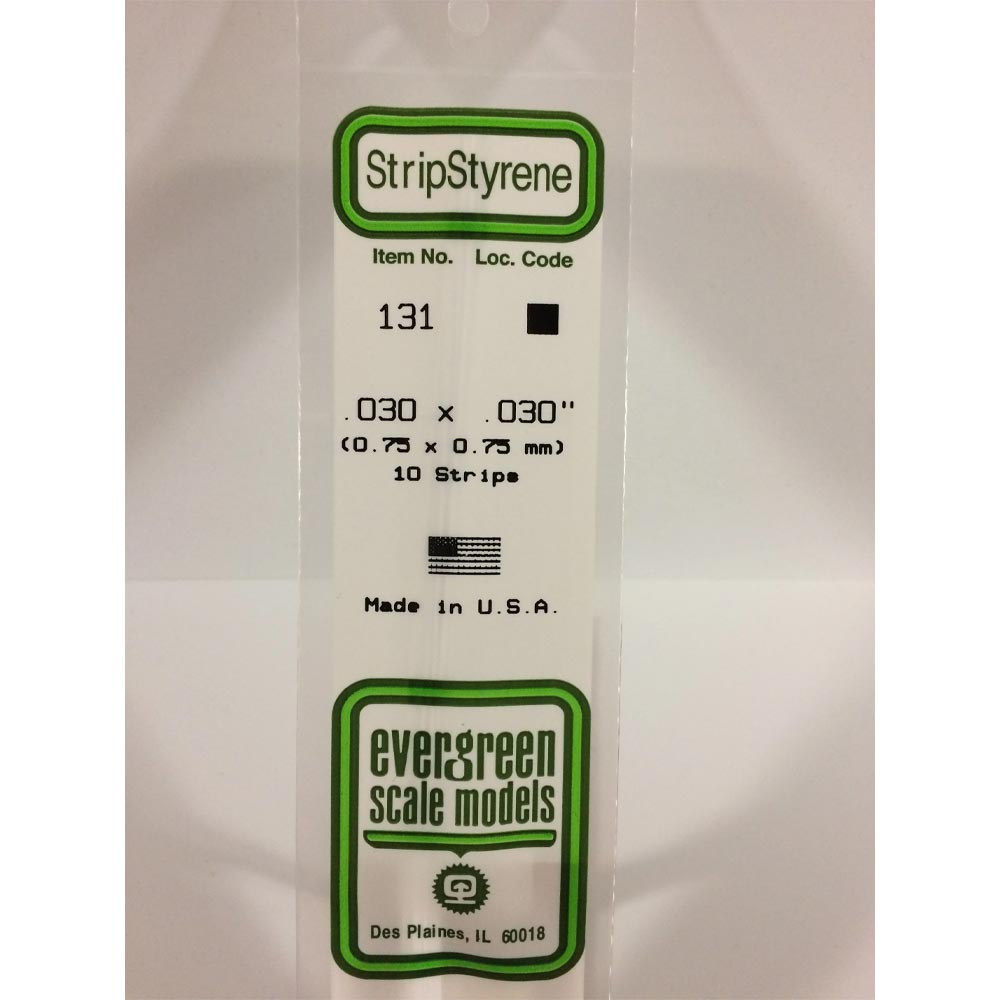 StripStyrene
Item No. Loc. Code
131
.030 x .030"
(0.75 x 0.75 mm)
10 Strips
Made in U.S.A.
evergreen
scale models
Des Plaines, IL 60018